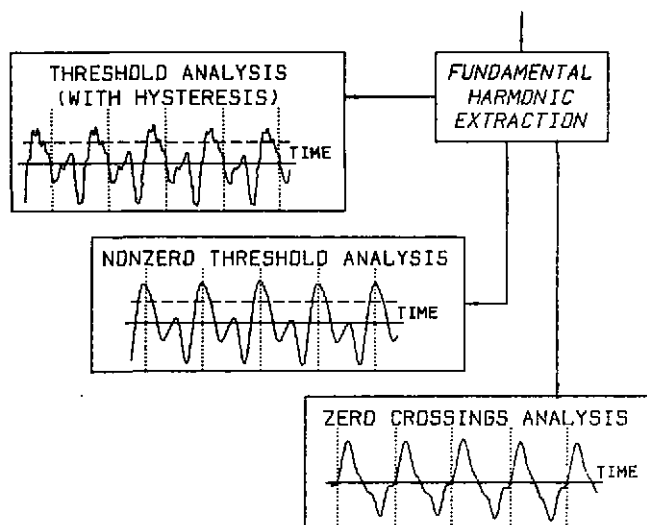 FUNDAMENTAL
HARMONIC
EXTRACTION
THRESHOLD ANALYSIS
(WITH HYSTERESIS)
TIME
NONZERO THRESHOLD ANALYSIS
TIME
ZERO CROSSINGS ANALYSIS
TIME